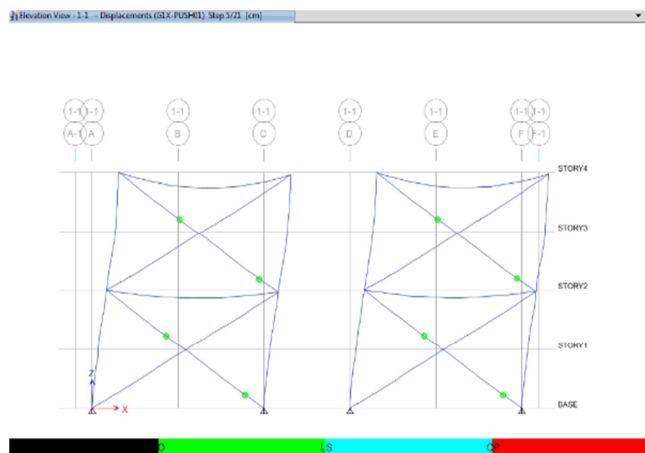 Elevation View - 1-1 - Displacements (G1X-PUSH01) Step 5/21 [cm]
1-1 1-1 1-1 1-1 1-1 1-1 1-1 1-1
A-1 A B C D E F F-1
STORY4
STORY3
STORY2
STORY1
Z
X
BASE
IO LS CP